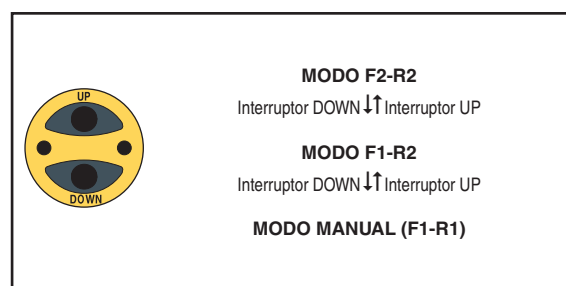 UP
DOWN
MODO F2-R2
Interruptor DOWN ↓↑ Interruptor UP
MODO F1-R2
Interruptor DOWN ↓↑ Interruptor UP
MODO MANUAL (F1-R1)